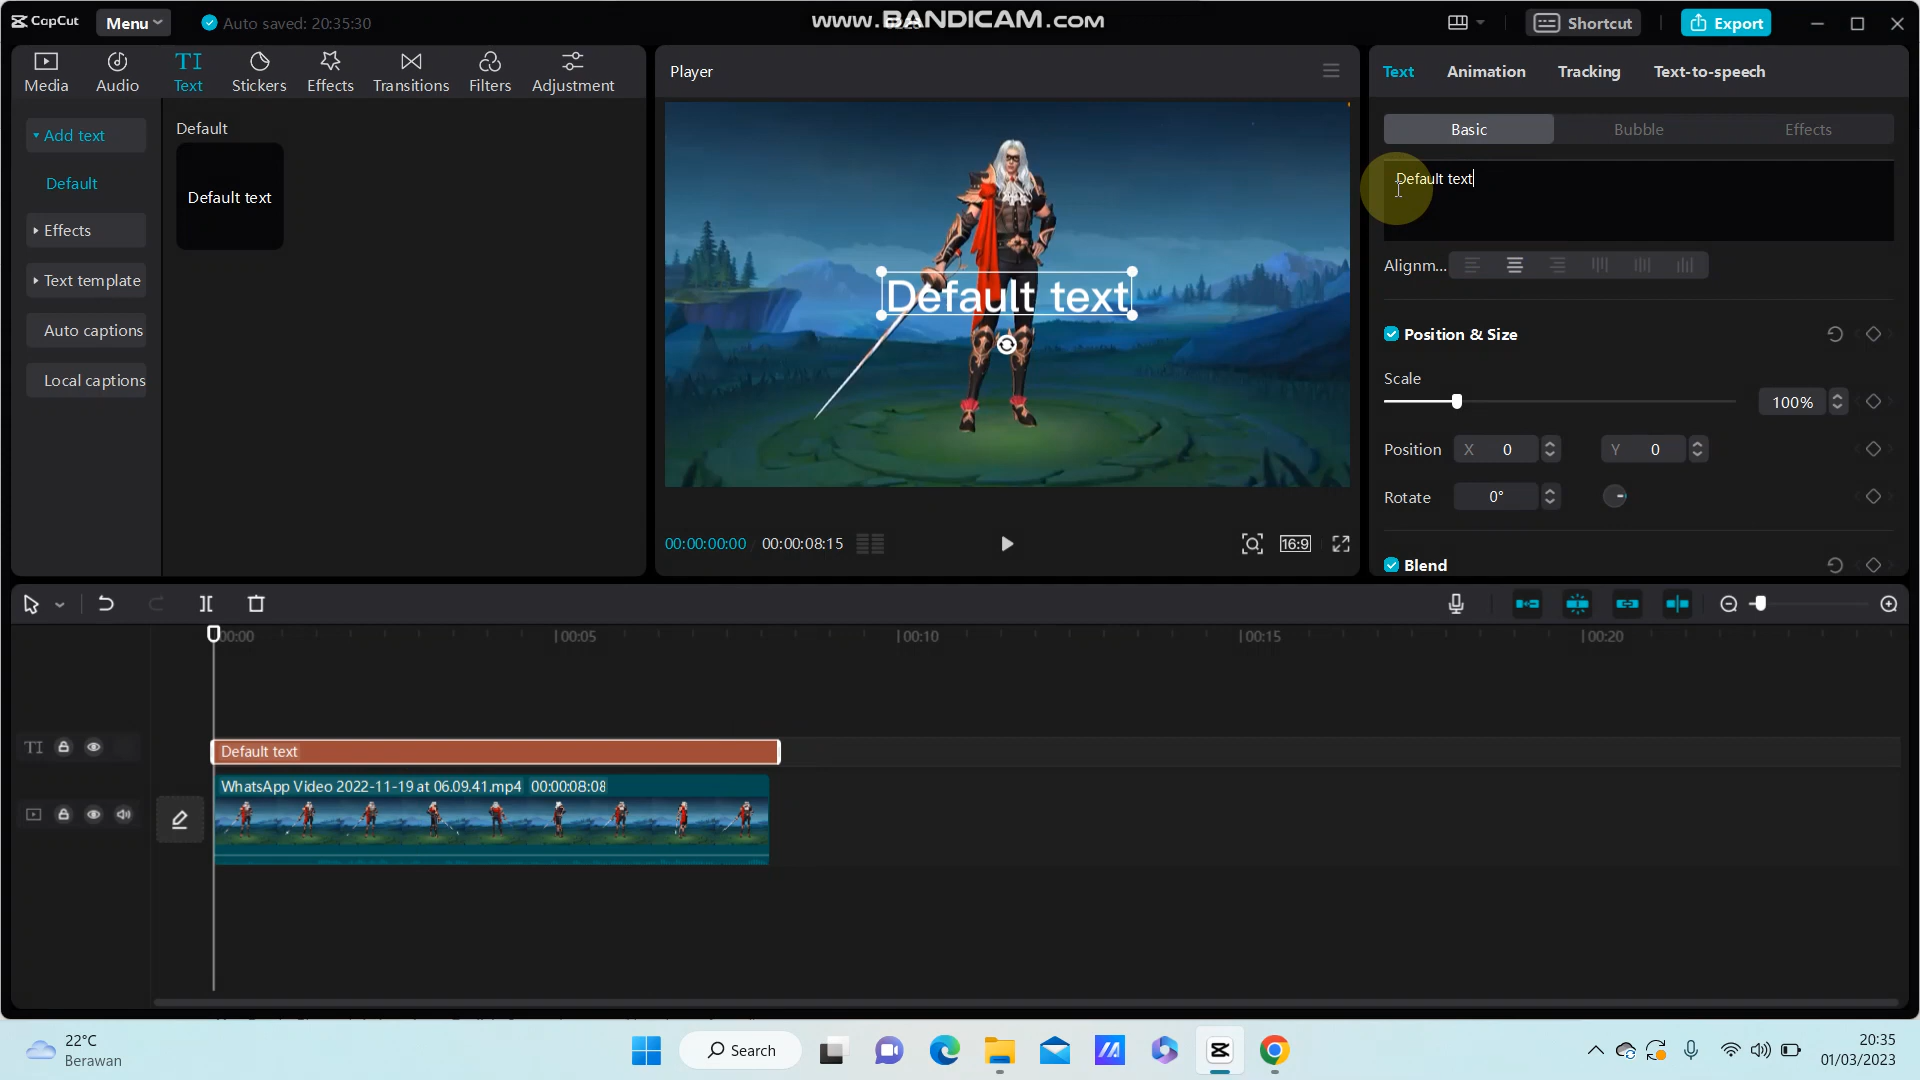 CapCut
Menu
Auto saved: 20:35:30
www.BANDICAM.com
Shortcut
Export
Media
Audio
TI
Text
Stickers
Effects
Transitions
Filters
Adjustment
Add text
Default
Effects
Text template
Auto captions
Local captions
Default
Default text
Player
Default text
00:00:00:00
00:00:08:15
16:9
Text
Animation
Tracking
Text-to-speech
Basic
Bubble
Effects
Default text
Alignm...
Position & Size
Scale
100%
Position
X 0
Y 0
Rotate
0°
Blend
00:00
00:05
00:10
00:15
00:20
TI
Default text
WhatsApp Video 2022-11-19 at 06.09.41.mp4 00:00:08:08
22°C
Berawan
Search
20:35
01/03/2023